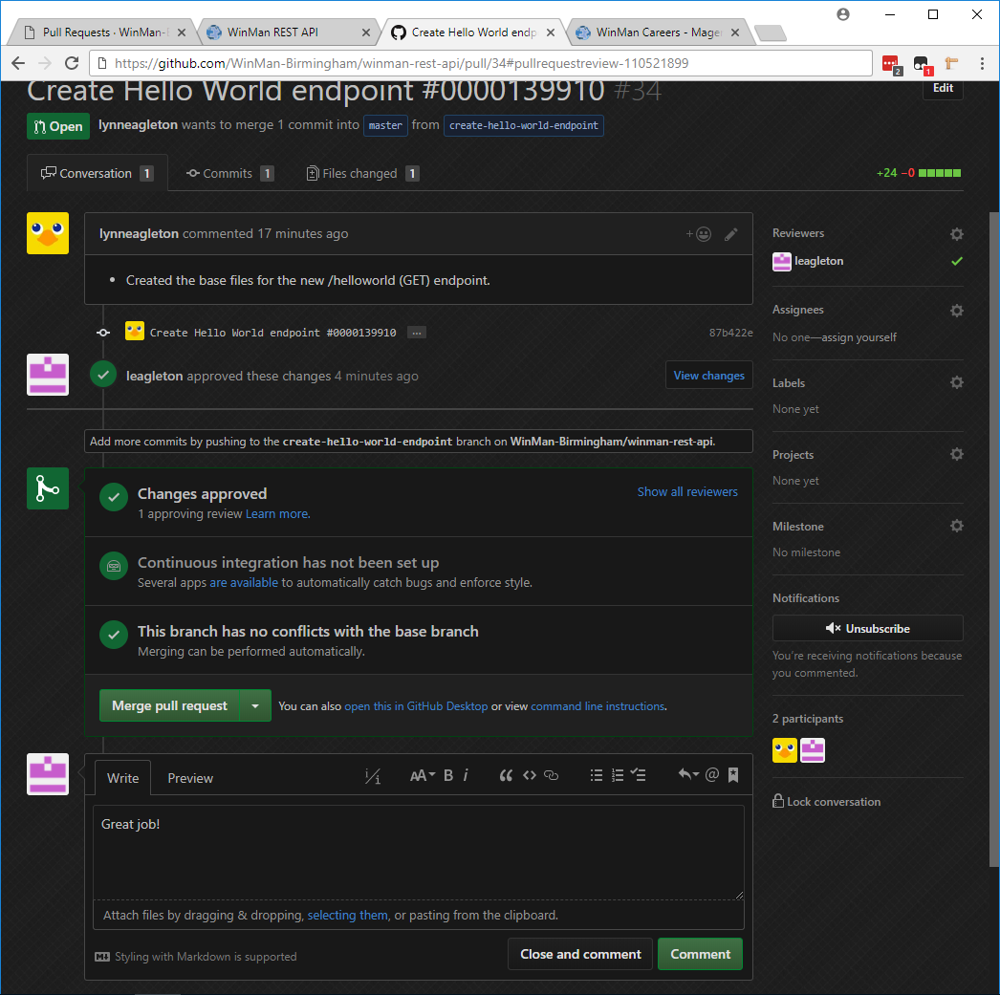 Pull Requests · WinMan-
WinMan REST API
Create Hello World endp
WinMan Careers - Mage
https://github.com/WinMan-Birmingham/winman-rest-api/pull/34#pullrequestreview-110521899
2
1
Create Hello World endpoint #0000139910 #34
Edit
Open
lynneagleton wants to merge 1 commit into master from create-hello-world-endpoint
Conversation 1
Commits 1
Files changed 1
+24 −0
lynneagleton commented 17 minutes ago
• Created the base files for the new /helloworld (GET) endpoint.
Create Hello World endpoint #0000139910 …
87b422e
leagleton approved these changes 4 minutes ago
View changes
Add more commits by pushing to the create-hello-world-endpoint branch on WinMan-Birmingham/winman-rest-api.
Changes approved
1 approving review Learn more.
Show all reviewers
Continuous integration has not been set up
Several apps are available to automatically catch bugs and enforce style.
This branch has no conflicts with the base branch
Merging can be performed automatically.
Merge pull request
You can also open this in GitHub Desktop or view command line instructions.
Write
Preview
AA B i
@
Great job!
Attach files by dragging & dropping, selecting them, or pasting from the clipboard.
Styling with Markdown is supported
Close and comment
Comment
Reviewers
leagleton
Assignees
No one—assign yourself
Labels
None yet
Projects
None yet
Milestone
No milestone
Notifications
Unsubscribe
You're receiving notifications because
you commented.
2 participants
Lock conversation